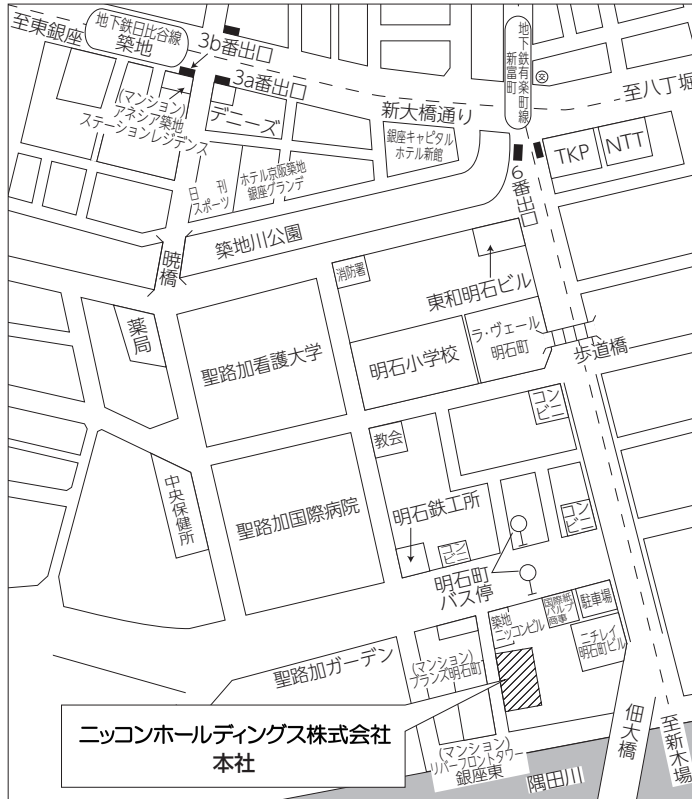 至東銀座
地下鉄日比谷線
築地
3b番出口
3a番出口
(マンション)
アネシア築地
ステーションレジデンス
デニーズ
新大橋通り
地下鉄有楽町線
新富町
交
至八丁堀
銀座キャピタル
ホテル新館
TKP
NTT
6番出口
日刊
スポーツ
ホテル京阪築地
銀座グランデ
築地川公園
暁橋
消防署
東和明石ビル
薬局
聖路加看護大学
明石小学校
ラ・ヴェール
明石町
歩道橋
コン
ビニ
教会
中央保健所
聖路加国際病院
明石鉄工所
コン
ビニ
コン
ビニ
明石町
バス停
築地
ニッコンビル
国際紙
パルプ
商事
駐車場
ニチレイ
明石町ビル
聖路加ガーデン
(マンション)
ブランズ明石町
ニッコンホールディングス株式会社
本社
(マンション)
リバーフロントタワー
銀座東
佃大橋
至新木場
隅田川